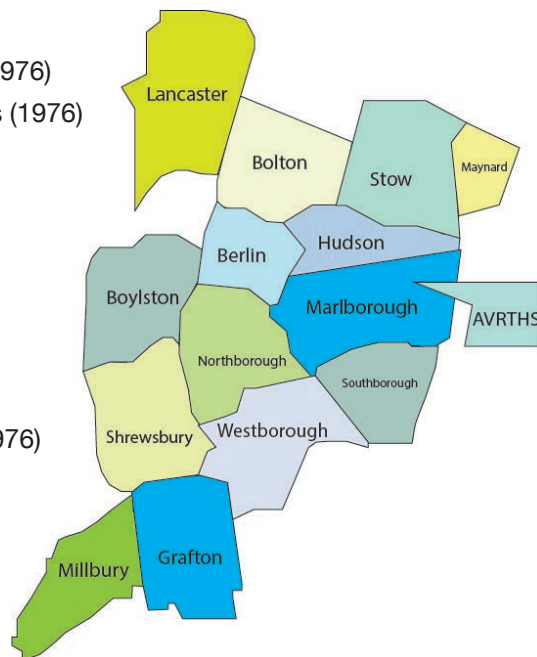 976)
s (1976)
Lancaster
Bolton
Stow
Maynard
Berlin
Hudson
Boylston
Marlborough
AVRTHS
Northborough
Southborough
Shrewsbury
Westborough
976)
Millbury
Grafton